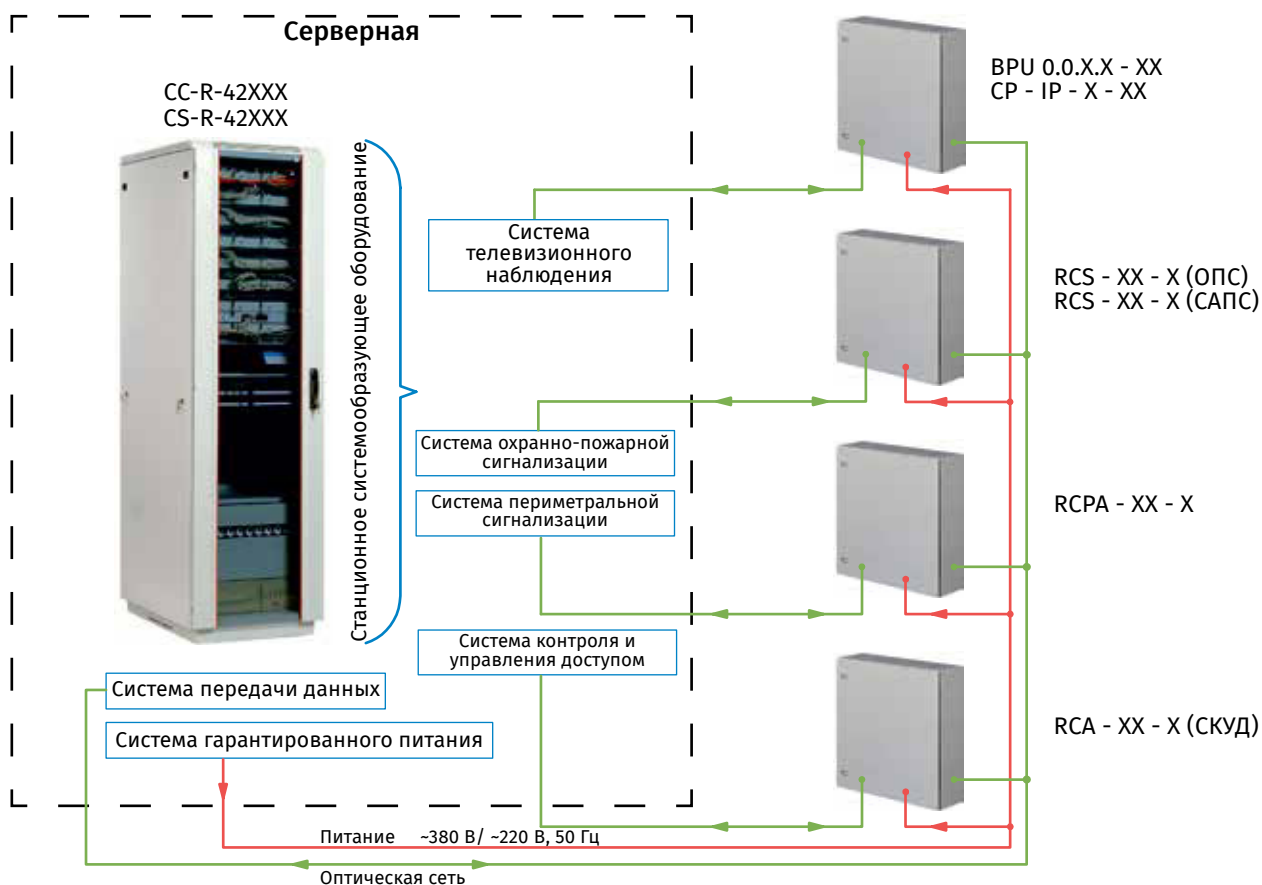 Серверная
CC-R-42XXX
CS-R-42XXX
Станционное системообразующее оборудование
Система
телевизионного
наблюдения
Система охранно-пожарной
сигнализации
Система периметральной
сигнализации
Система контроля и
управления доступом
Система передачи данных
Система гарантированного питания
Питание ~380 В/ ~220 В, 50 Гц
Оптическая сеть
BPU 0.0.X.X - XX
CP - IP - X - XX
RCS - XX - X (ОПС)
RCS - XX - X (САПС)
RCPA - XX - X
RCA - XX - X (СКУД)